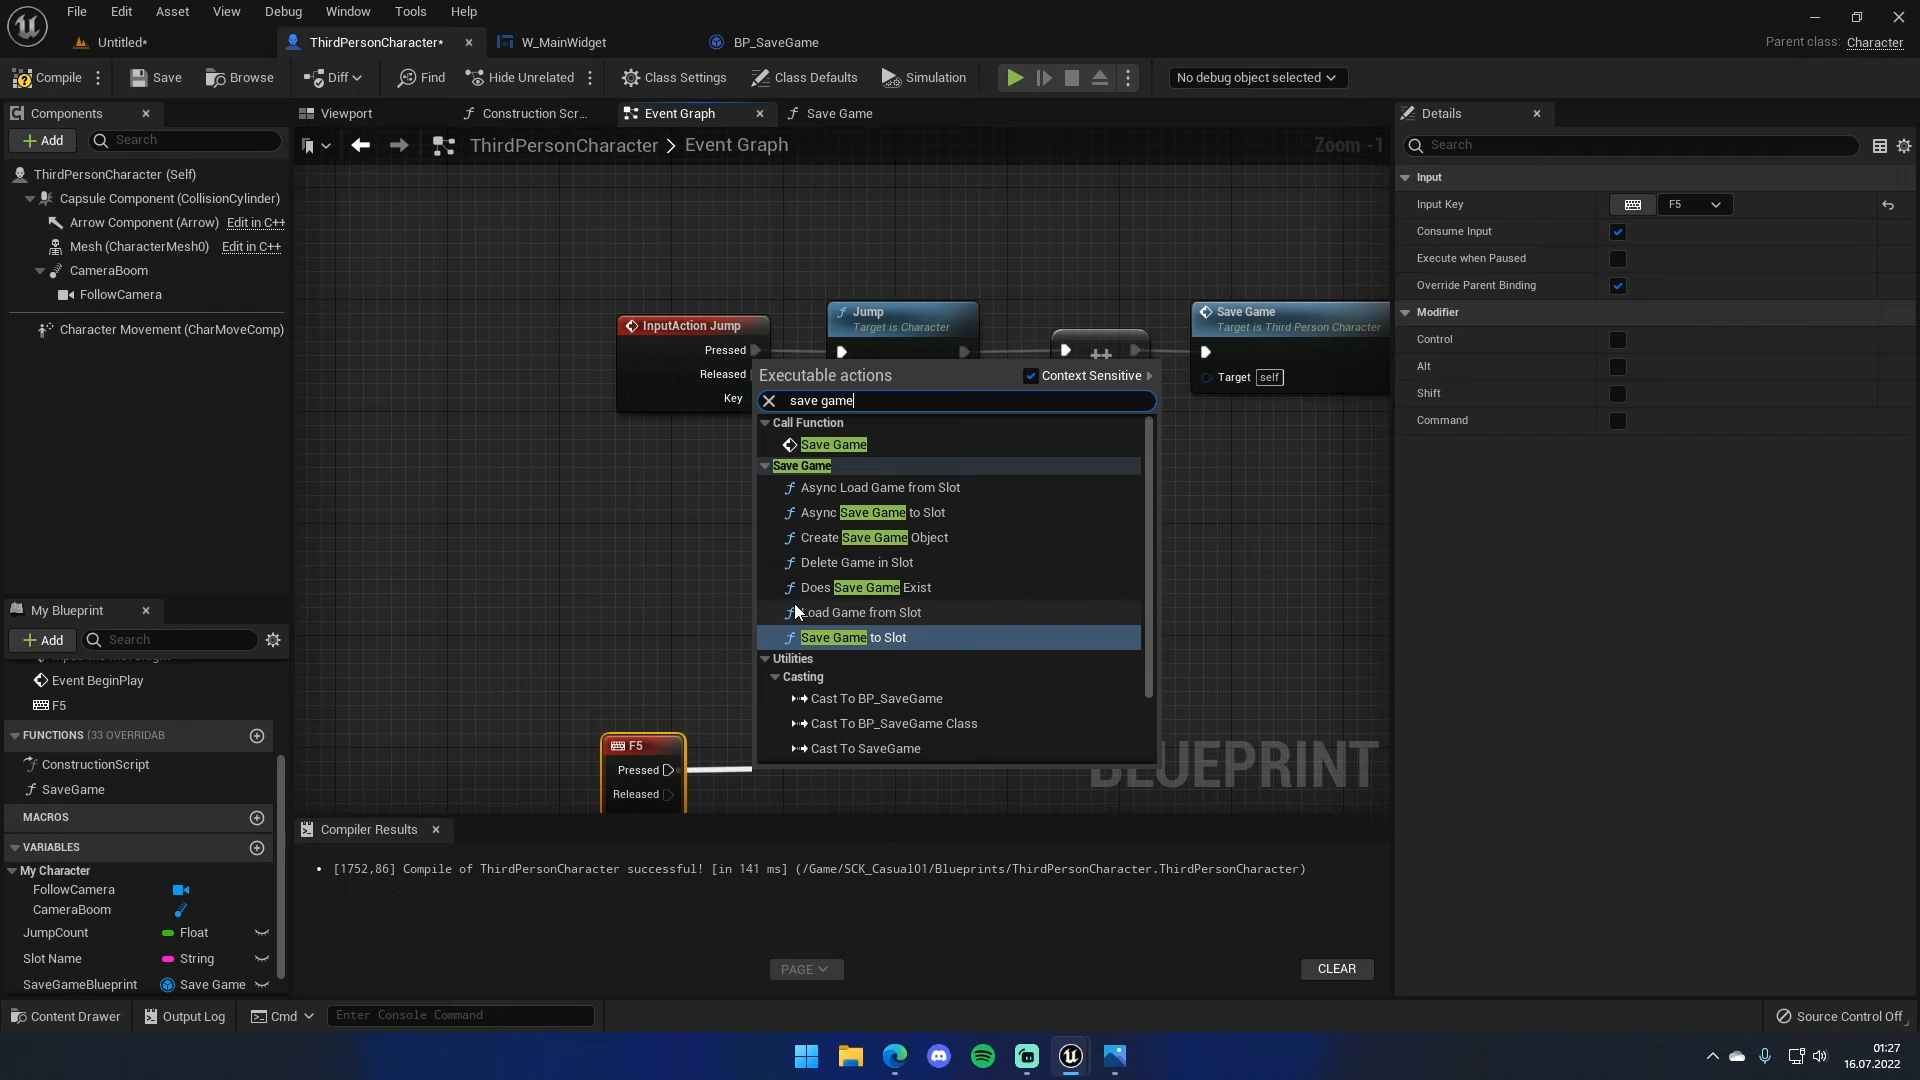 File Edit Asset View Debug Window Tools Help
Untitled* ThirdPersonCharacter* W_MainWidget BP_SaveGame Parent class: Character
Compile Save Browse Diff Find Hide Unrelated Class Settings Class Defaults Simulation No debug object selected
Components Viewport Construction Scr... Event Graph Save Game Details
Add Search ThirdPersonCharacter > Event Graph Zoom -1 Search
ThirdPersonCharacter (Self)
Capsule Component (CollisionCylinder)
Arrow Component (Arrow) Edit in C++
Mesh (CharacterMesh0) Edit in C++
CameraBoom
FollowCamera
Character Movement (CharMoveComp)
Input
Input Key F5
Consume Input
Execute when Paused
Override Parent Binding
Modifier
Control
Alt
Shift
Command
InputAction Jump
Pressed
Released
Key
Jump
Target is Character
++
Save Game
Target is Third Person Character
Target self
Executable actions Context Sensitive
save game
Call Function
Save Game
Save Game
Async Load Game from Slot
Async Save Game to Slot
Create Save Game Object
Delete Game in Slot
Does Save Game Exist
Load Game from Slot
Save Game to Slot
Utilities
Casting
Cast To BP_SaveGame
Cast To BP_SaveGame Class
Cast To SaveGame
BLUEPRINT
F5
Pressed
Released
My Blueprint
Add Search
Event BeginPlay
F5
FUNCTIONS (33 OVERRIDAB
ConstructionScript
SaveGame
MACROS
VARIABLES
My Character
FollowCamera
CameraBoom
JumpCount Float
Slot Name String
SaveGameBlueprint Save Game
Compiler Results
[1752,86] Compile of ThirdPersonCharacter successful! [in 141 ms] (/Game/SCK_Casual01/Blueprints/ThirdPersonCharacter.ThirdPersonCharacter)
PAGE CLEAR
Content Drawer Output Log Cmd Enter Console Command Source Control Off
01:27
16.07.2022